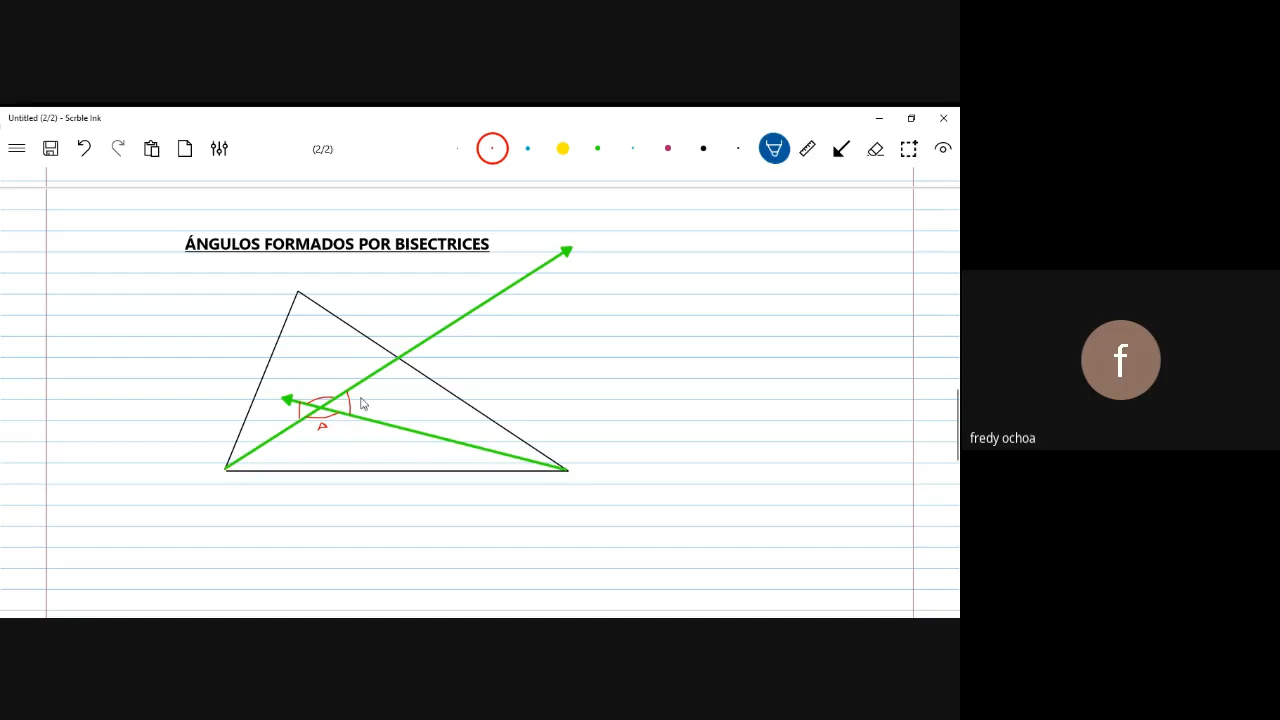 Untitled (2/2) - Scrble Ink
(2/2)
ÁNGULOS FORMADOS POR BISECTRICES
f
fredy ochoa